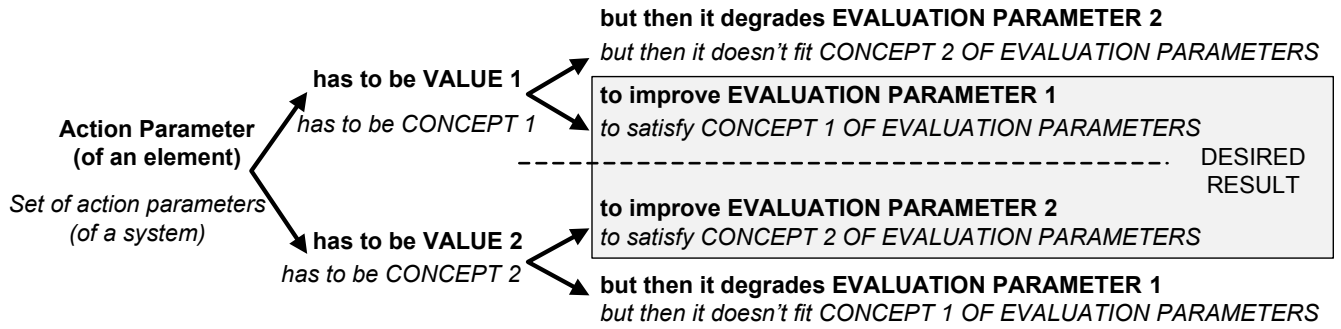 but then it degrades EVALUATION PARAMETER 2
but then it doesn't fit CONCEPT 2 OF EVALUATION PARAMETERS
has to be VALUE 1
has to be CONCEPT 1
to improve EVALUATION PARAMETER 1
to satisfy CONCEPT 1 OF EVALUATION PARAMETERS
Action Parameter
(of an element)
Set of action parameters
(of a system)
DESIRED
RESULT
has to be VALUE 2
has to be CONCEPT 2
to improve EVALUATION PARAMETER 2
to satisfy CONCEPT 2 OF EVALUATION PARAMETERS
but then it degrades EVALUATION PARAMETER 1
but then it doesn't fit CONCEPT 1 OF EVALUATION PARAMETERS